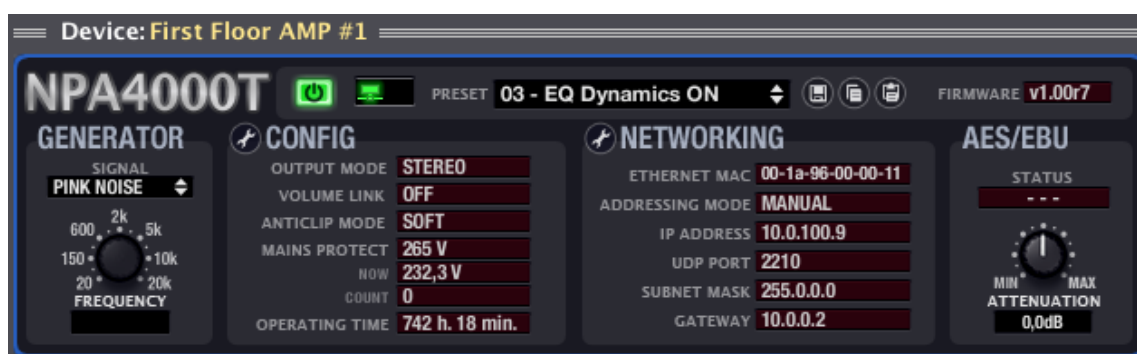 Device: First Floor AMP #1
NPA4000T PRESET 03 - EQ Dynamics ON FIRMWARE v1.00r7
GENERATOR
SIGNAL
PINK NOISE
2k
600 5k
150 10k
20 20k
FREQUENCY
CONFIG
OUTPUT MODE STEREO
VOLUME LINK OFF
ANTICLIP MODE SOFT
MAINS PROTECT 265 V
NOW 232,3 V
COUNT 0
OPERATING TIME 742 h. 18 min.
NETWORKING
ETHERNET MAC 00-1a-96-00-00-11
ADDRESSING MODE MANUAL
IP ADDRESS 10.0.100.9
UDP PORT 2210
SUBNET MASK 255.0.0.0
GATEWAY 10.0.0.2
AES/EBU
STATUS
---
MIN MAX
ATTENUATION
0,0dB